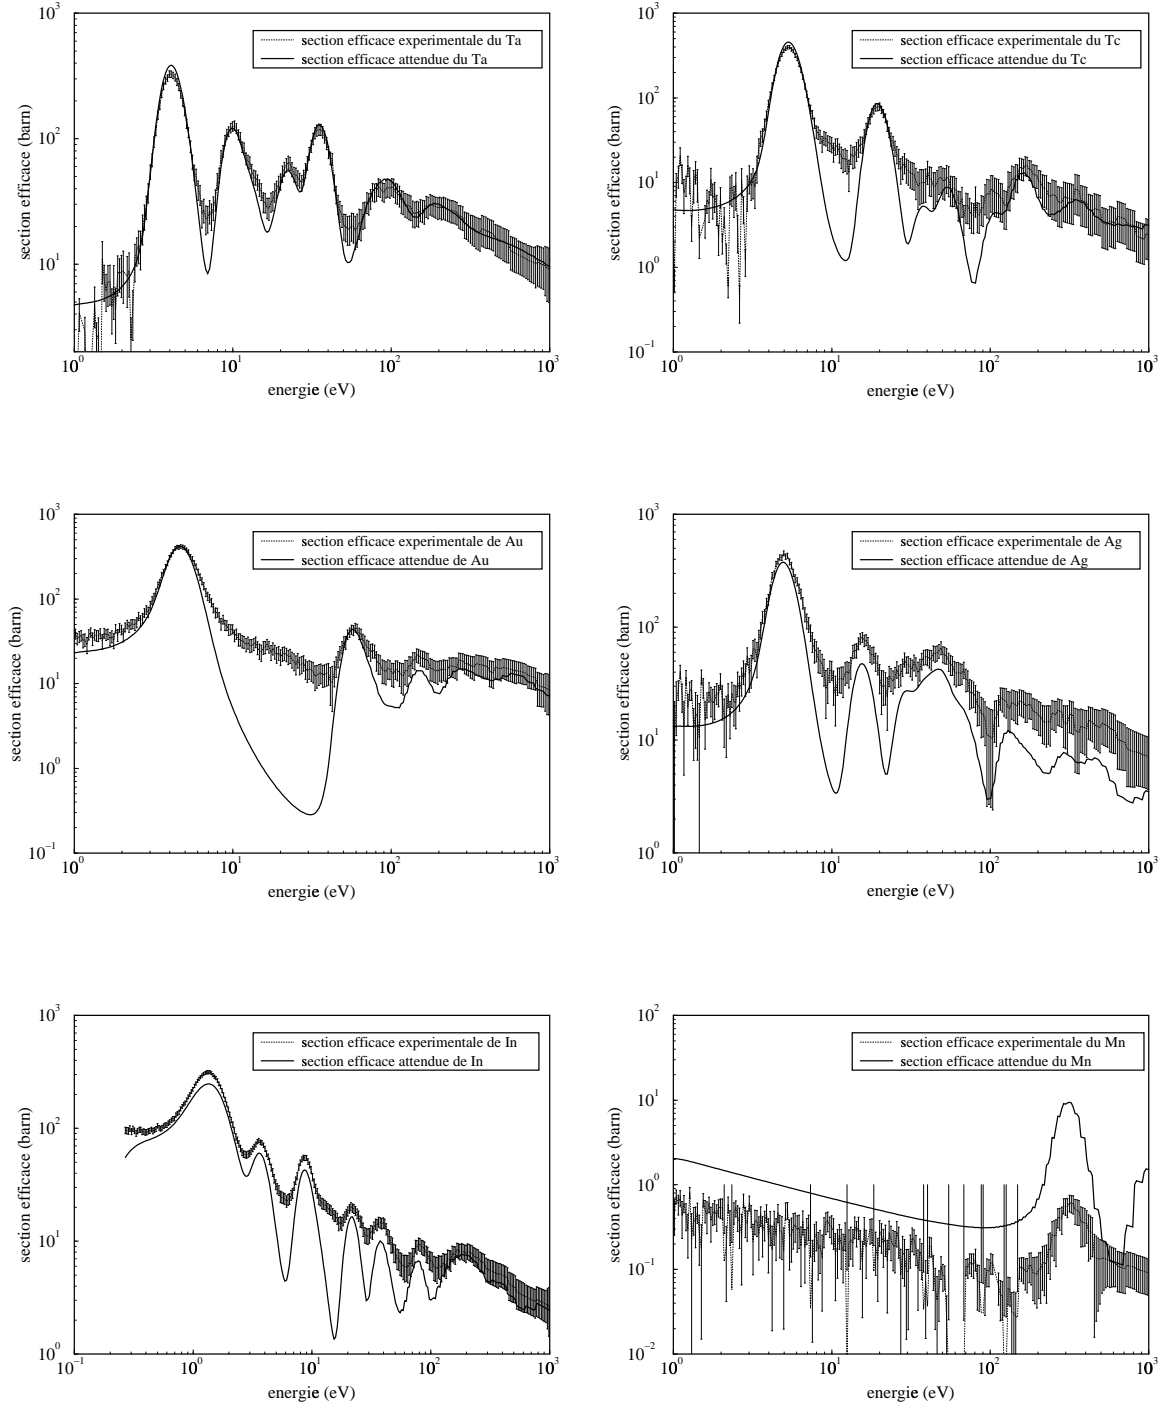 section efficace experimentale du Ta
section efficace attendue du Ta
10³
10²
10¹
section efficace (barn)
10⁰ 10¹ 10² 10³
energie (eV)
section efficace experimentale du Tc
section efficace attendue du Tc
10³
10²
10¹
10⁰
10⁻¹
section efficace (barn)
10⁰ 10¹ 10² 10³
energie (eV)
section efficace experimentale de Au
section efficace attendue de Au
10³
10²
10¹
10⁰
10⁻¹
section efficace (barn)
10⁰ 10¹ 10² 10³
energie (eV)
section efficace experimentale de Ag
section efficace attendue de Ag
10³
10²
10¹
10⁰
section efficace (barn)
10⁰ 10¹ 10² 10³
energie (eV)
section efficace experimentale de In
section efficace attendue de In
10³
10²
10¹
10⁰
section efficace (barn)
10⁻¹ 10⁰ 10¹ 10² 10³
energie (eV)
section efficace experimentale du Mn
section efficace attendue du Mn
10²
10¹
10⁰
10⁻¹
10⁻²
section efficace (barn)
10⁰ 10¹ 10² 10³
energie (eV)